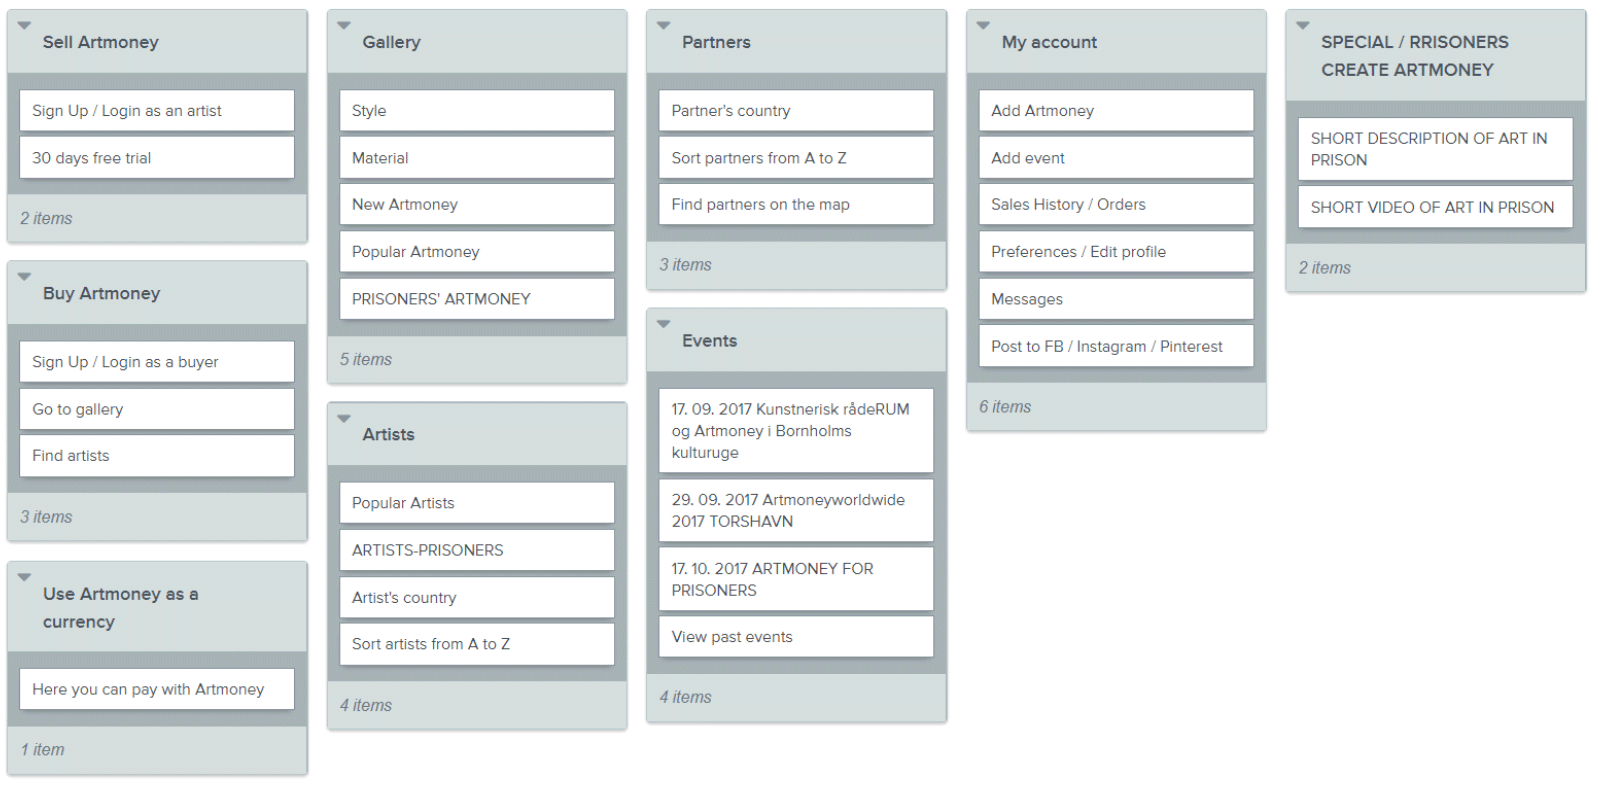 Sell Artmoney
Sign Up / Login as an artist
30 days free trial
2 items
Buy Artmoney
Sign Up / Login as a buyer
Go to gallery
Find artists
3 items
Use Artmoney as a
currency
Here you can pay with Artmoney
1 item
Gallery
Style
Material
New Artmoney
Popular Artmoney
PRISONERS' ARTMONEY
5 items
Artists
Popular Artists
ARTISTS-PRISONERS
Artist's country
Sort artists from A to Z
4 items
Partners
Partner's country
Sort partners from A to Z
Find partners on the map
3 items
Events
17. 09. 2017 Kunstnerisk rådeRUM
og Artmoney i Bornholms
kulturuge
29. 09. 2017 Artmoneyworldwide
2017 TORSHAVN
17. 10. 2017 ARTMONEY FOR
PRISONERS
View past events
4 items
My account
Add Artmoney
Add event
Sales History / Orders
Preferences / Edit profile
Messages
Post to FB / Instagram / Pinterest
6 items
SPECIAL / RRISONERS
CREATE ARTMONEY
SHORT DESCRIPTION OF ART IN
PRISON
SHORT VIDEO OF ART IN PRISON
2 items